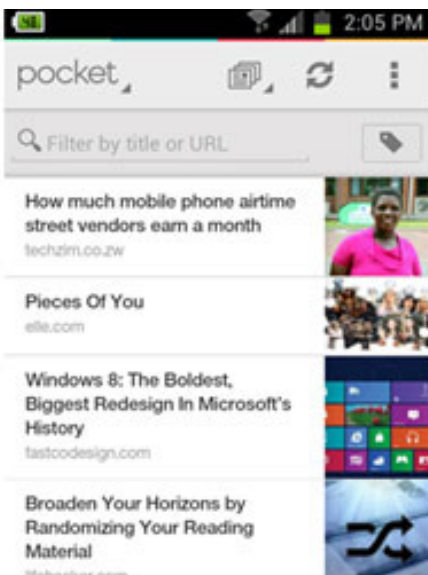 2:05 PM
pocket
Filter by title or URL
How much mobile phone airtime
street vendors earn a month
techzim.co.zw
Pieces Of You
elle.com
Windows 8: The Boldest,
Biggest Redesign In Microsoft's
History
fastcodesign.com
Broaden Your Horizons by
Randomizing Your Reading
Material